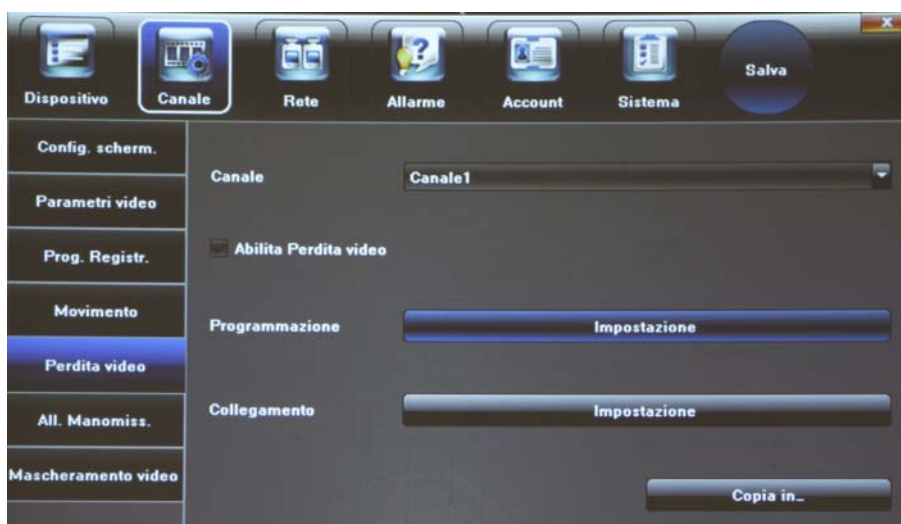 Dispositivo
Canale
Rete
Allarme
Account
Sistema
Salva
Config. scherm.
Parametri video
Prog. Registr.
Movimento
Perdita video
All. Manomiss.
Mascheramento video
Canale
Canale1
Abilita Perdita video
Programmazione
Impostazione
Collegamento
Impostazione
Copia in_